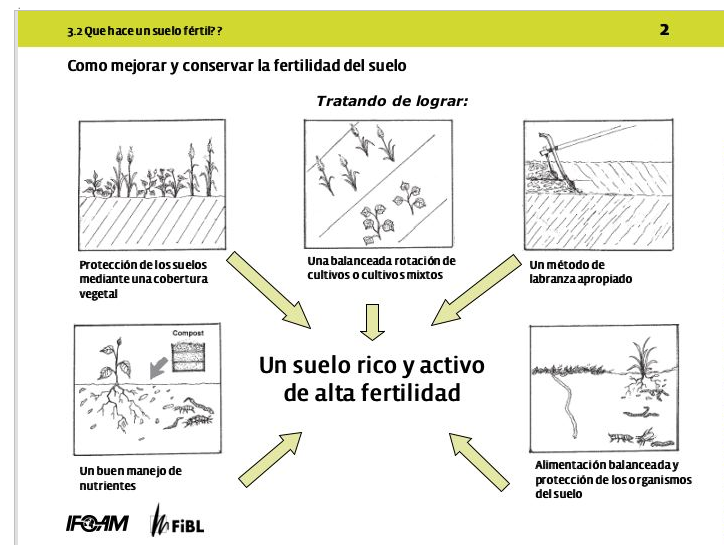 3.2 Que hace un suelo fértil? ?
2
Como mejorar y conservar la fertilidad del suelo
Tratando de lograr:
Protección de los suelos
mediante una cobertura
vegetal
Una balanceada rotación de
cultivos o cultivos mixtos
Un método de
labranza apropiado
Compost
Un suelo rico y activo
de alta fertilidad
Un buen manejo de
nutrientes
Alimentación balanceada y
protección de los organismos
del suelo
IFOAM
FiBL